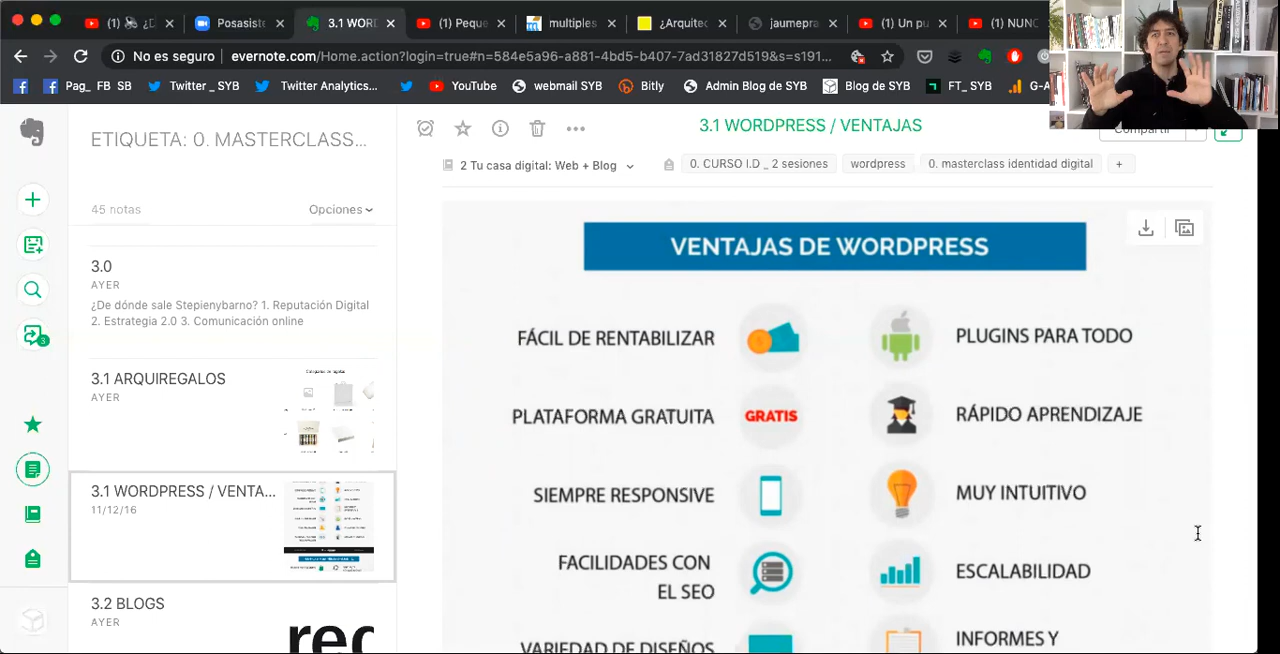 (1) ¿D
Posasiste
3.1 WORD
(1) Peque
multiples
¿Arquitec
jaumepra
(1) Un pu
(1) NUNC
No es seguro
evernote.com/Home.action?login=true#n=584e5a96-a881-4bd5-b407-7ad31827d519&s=s191...
Pag_ FB SB
Twitter _ SYB
Twitter Analytics...
YouTube
webmail SYB
Bitly
Admin Blog de SYB
Blog de SYB
FT_ SYB
G-A
ETIQUETA: 0. MASTERCLASS...
45 notas
Opciones
3.0
AYER
¿De dónde sale Stepienybarno? 1. Reputación Digital
2. Estrategia 2.0 3. Comunicación online
3.1 ARQUIREGALOS
AYER
3.1 WORDPRESS / VENTA...
11/12/16
3.2 BLOGS
AYER
rec
3
3.1 WORDPRESS / VENTAJAS
Compartir
2 Tu casa digital: Web + Blog
0. CURSO I.D _ 2 sesiones
wordpress
0. masterclass identidad digital
+
VENTAJAS DE WORDPRESS
FÁCIL DE RENTABILIZAR
PLUGINS PARA TODO
PLATAFORMA GRATUITA
GRATIS
RÁPIDO APRENDIZAJE
SIEMPRE RESPONSIVE
MUY INTUITIVO
FACILIDADES CON
EL SEO
ESCALABILIDAD
VARIEDAD DE DISEÑOS
INFORMES Y